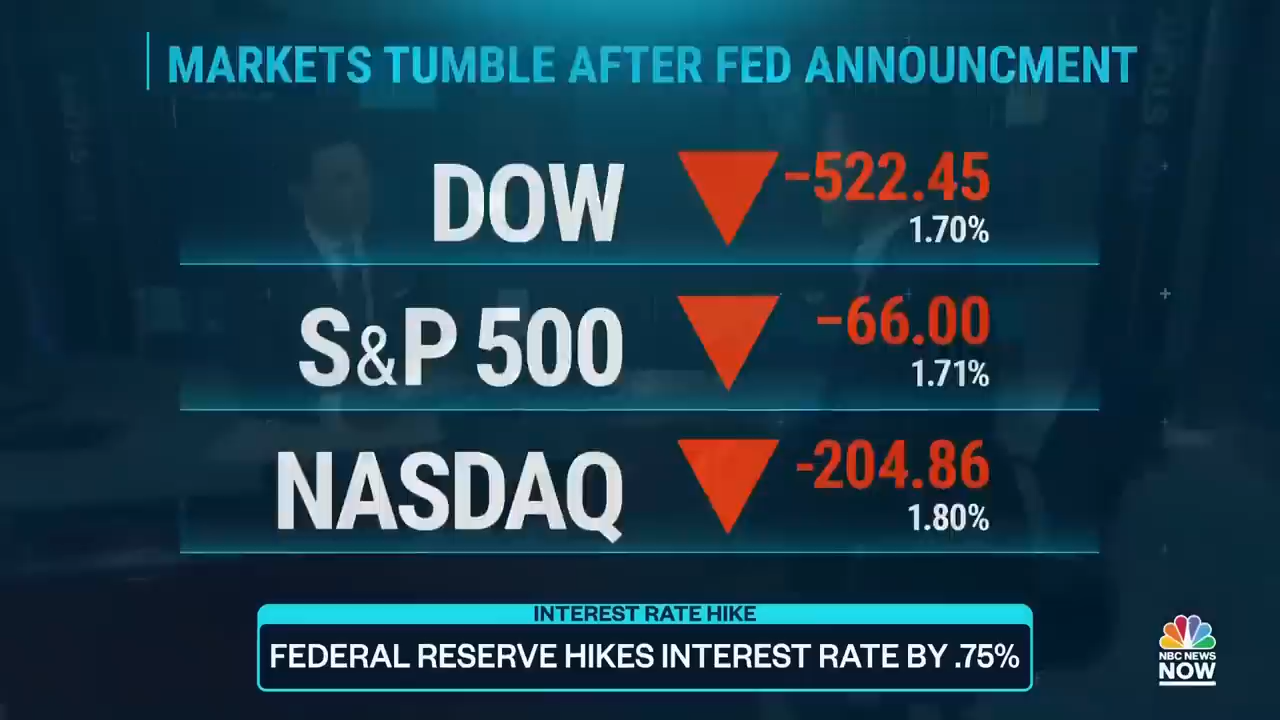 MARKETS TUMBLE AFTER FED ANNOUNCMENT
DOW
−522.45
1.70%
S&P 500
−66.00
1.71%
NASDAQ
-204.86
1.80%
INTEREST RATE HIKE
FEDERAL RESERVE HIKES INTEREST RATE BY .75%
NBC NEWS
NOW